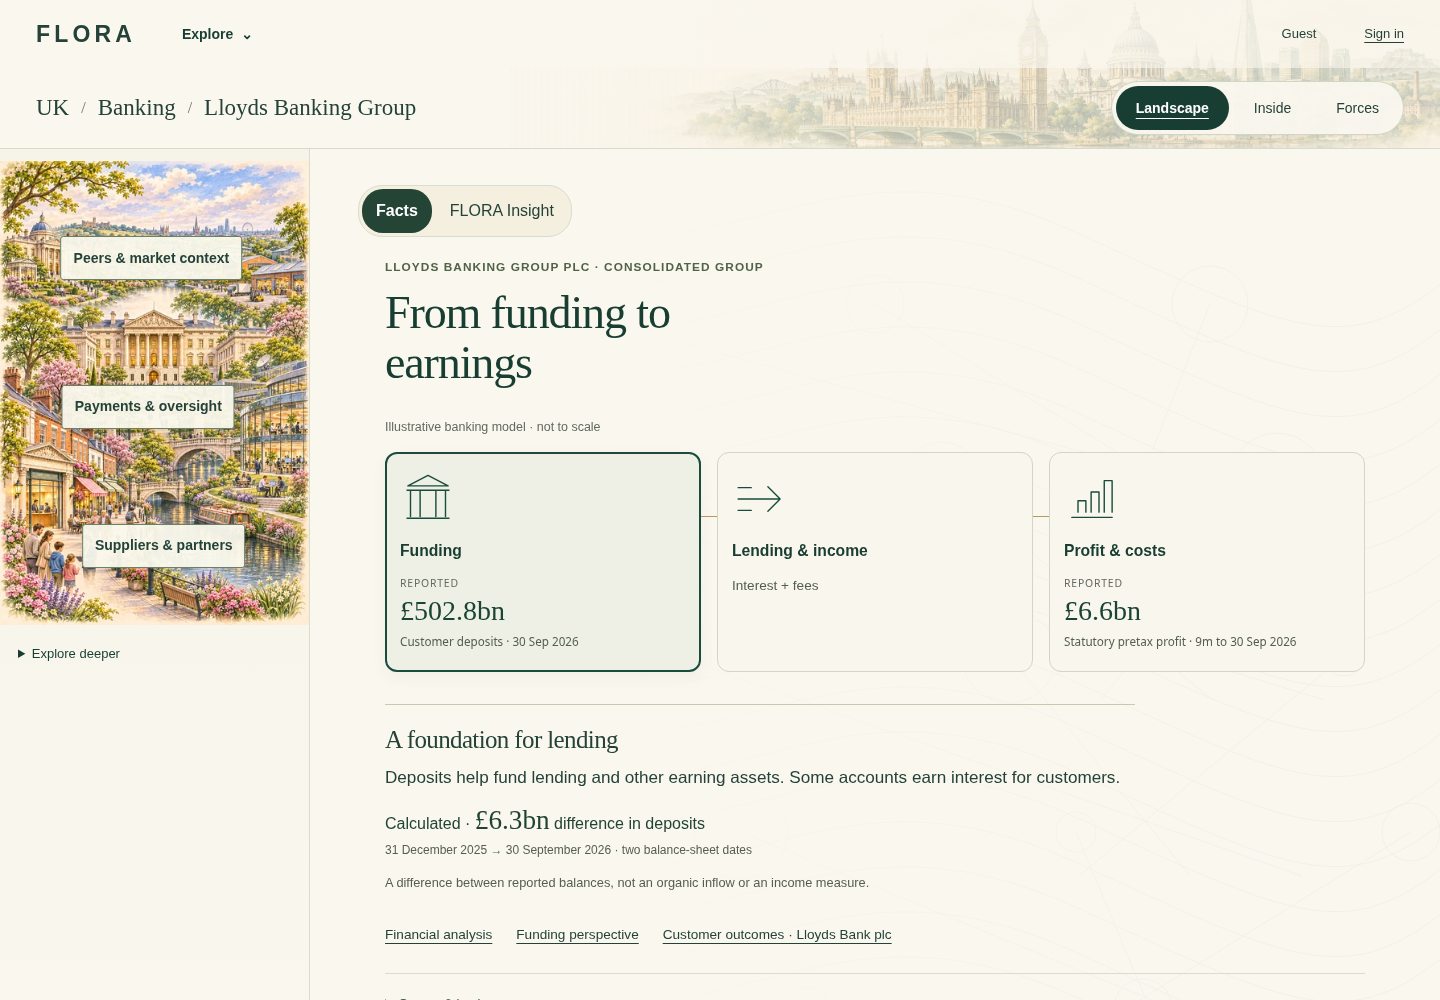 FLORA
Explore
Guest
Sign in
UK / Banking / Lloyds Banking Group
Landscape
Inside
Forces
Peers & market context
Payments & oversight
Suppliers & partners
Explore deeper
Facts
FLORA Insight
LLOYDS BANKING GROUP PLC · CONSOLIDATED GROUP
From funding to
earnings
Illustrative banking model · not to scale
Funding
REPORTED
£502.8bn
Customer deposits · 30 Sep 2026
Lending & income
Interest + fees
Profit & costs
REPORTED
£6.6bn
Statutory pretax profit · 9m to 30 Sep 2026
A foundation for lending
Deposits help fund lending and other earning assets. Some accounts earn interest for customers.
Calculated · £6.3bn difference in deposits
31 December 2025 → 30 September 2026 · two balance-sheet dates
A difference between reported balances, not an organic inflow or an income measure.
Financial analysis
Funding perspective
Customer outcomes · Lloyds Bank plc